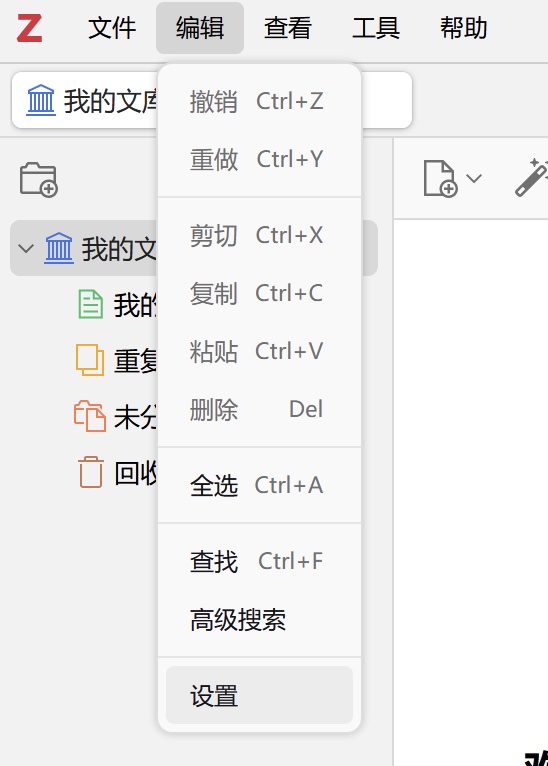 Z
文件 编辑 查看 工具 帮助
我的文库
撤销 Ctrl+Z
重做 Ctrl+Y
剪切 Ctrl+X
我的文
复制 Ctrl+C
我的
粘贴 Ctrl+V
重复
删除 Del
未分
回收
全选 Ctrl+A
查找 Ctrl+F
高级搜索
设置